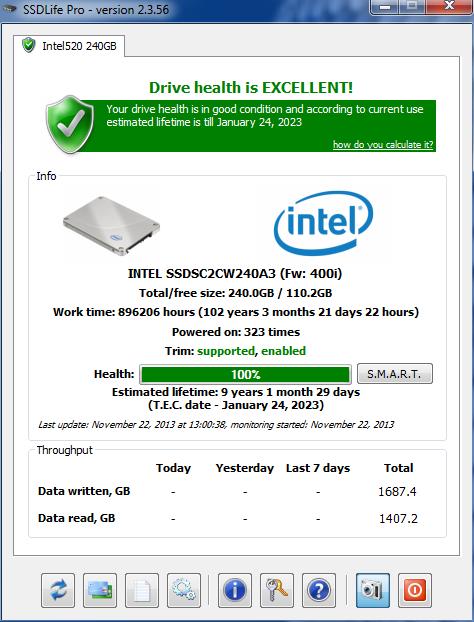 SSDLife Pro - version 2.3.56
Intel520 240GB
Drive health is EXCELLENT!
Your drive health is in good condition and according to current use
estimated lifetime is till January 24, 2023
how do you calculate it?
Info
intel
INTEL SSDSC2CW240A3 (Fw: 400i)
Total/free size: 240.0GB / 110.2GB
Work time: 896206 hours (102 years 3 months 21 days 22 hours)
Powered on: 323 times
Trim: supported, enabled
Health: 100% S.M.A.R.T.
Estimated lifetime: 9 years 1 month 29 days
(T.E.C. date - January 24, 2023)
Last update: November 22, 2013 at 13:00:38, monitoring started: November 22, 2013
Throughput
Today Yesterday Last 7 days Total
Data written, GB - - - 1687.4
Data read, GB - - - 1407.2